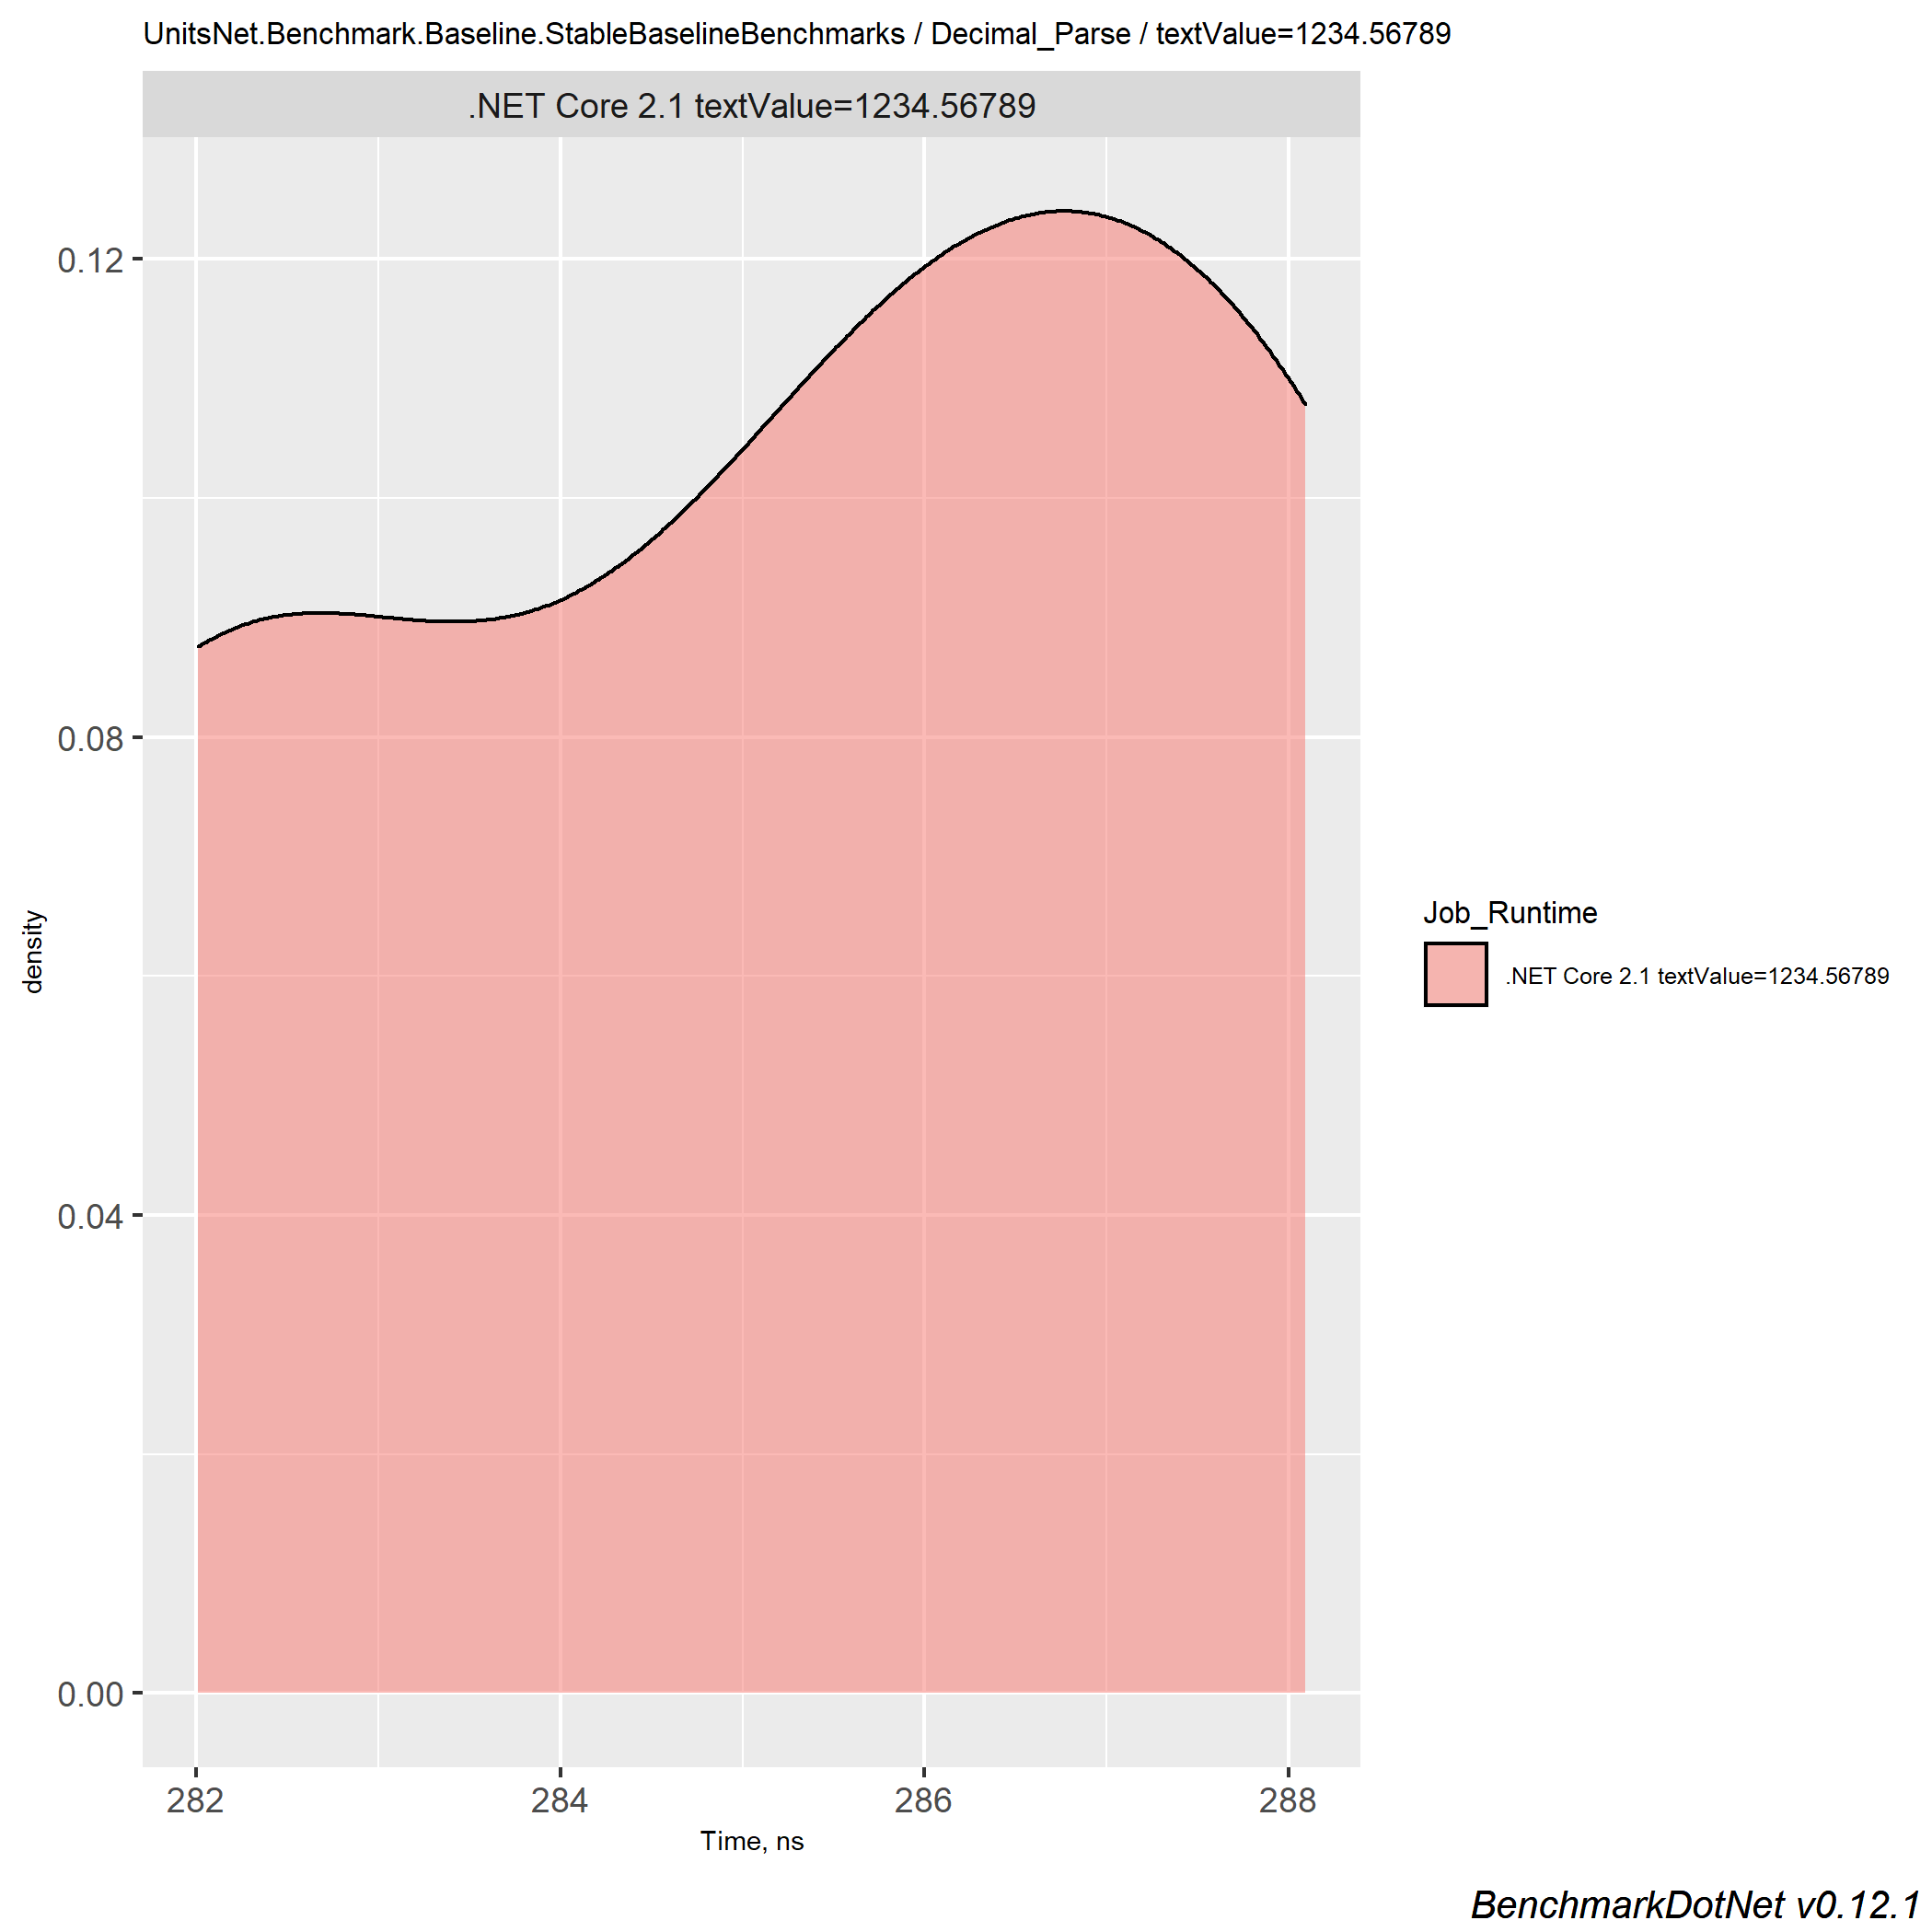 UnitsNet.Benchmark.Baseline.StableBaselineBenchmarks / Decimal_Parse / textValue=1234.56789
.NET Core 2.1 textValue=1234.56789
0.12
0.08
0.04
0.00
density
282 284 286 288
Time, ns
Job_Runtime
.NET Core 2.1 textValue=1234.56789
BenchmarkDotNet v0.12.1